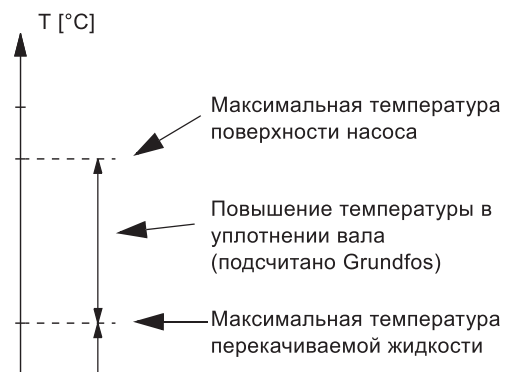 T [°C]
Максимальная температура
поверхности насоса
Повышение температуры в
уплотнении вала
(подсчитано Grundfos)
Максимальная температура
перекачиваемой жидкости